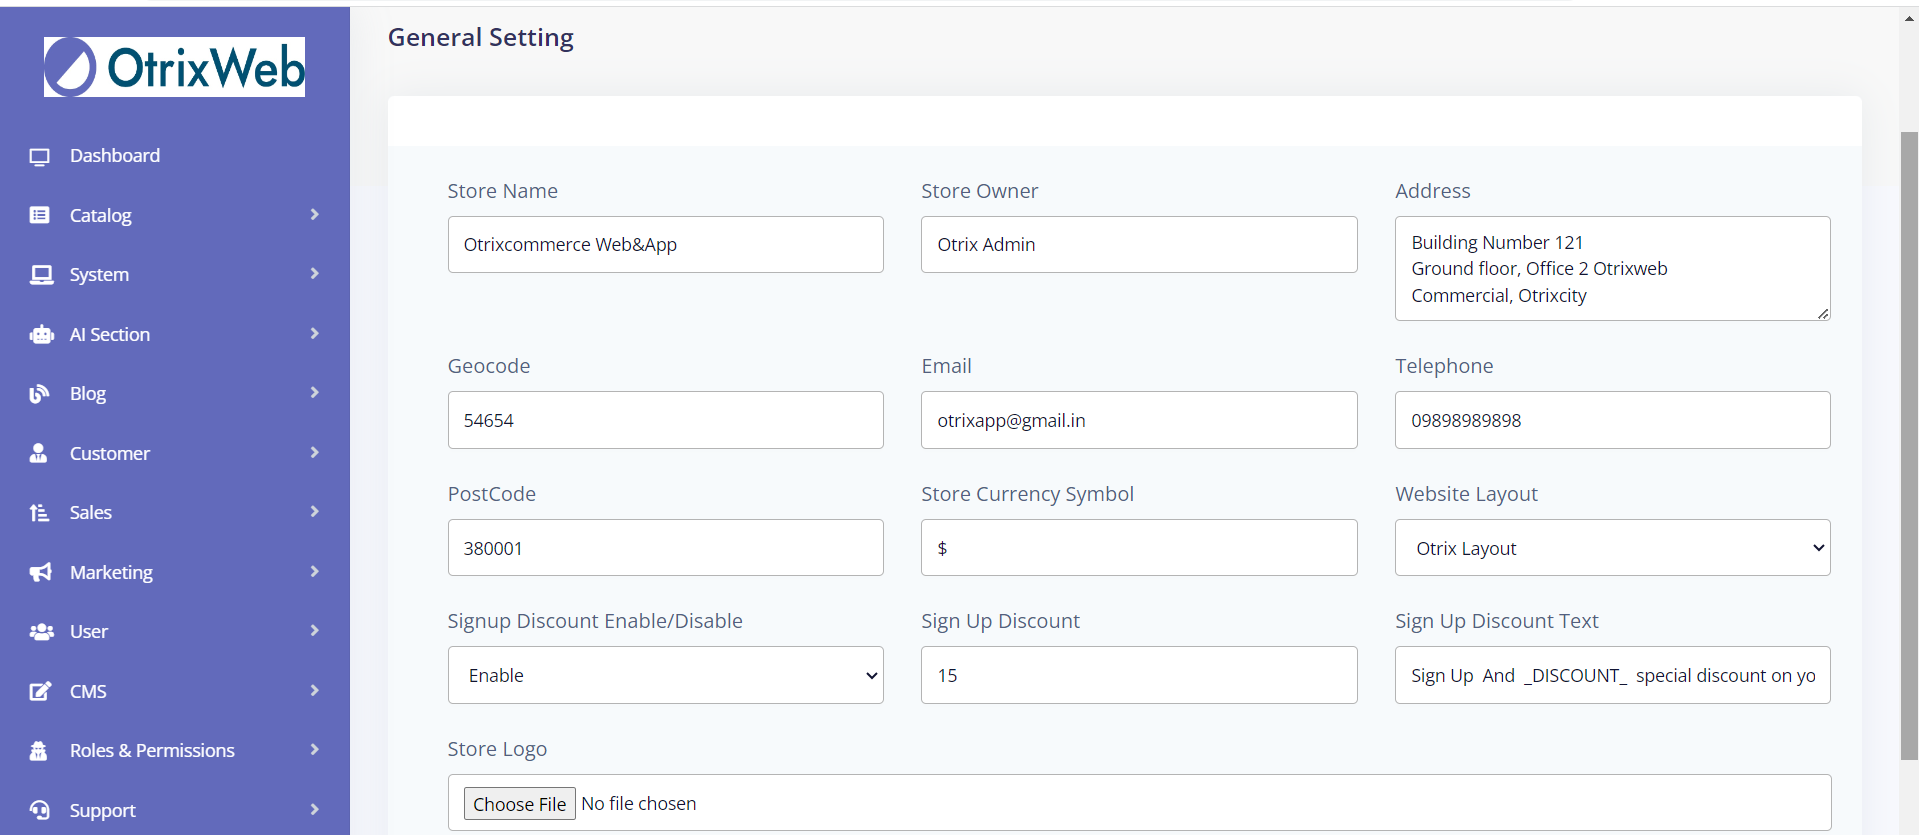 OtrixWeb
Dashboard
Catalog
System
AI Section
Blog
Customer
Sales
Marketing
User
CMS
Roles & Permissions
Support
General Setting
Store Name
Otrixcommerce Web&App
Store Owner
Otrix Admin
Address
Building Number 121
Ground floor, Office 2 Otrixweb
Commercial, Otrixcity
Geocode
54654
Email
otrixapp@gmail.in
Telephone
09898989898
PostCode
380001
Store Currency Symbol
$
Website Layout
Otrix Layout
Signup Discount Enable/Disable
Enable
Sign Up Discount
15
Sign Up Discount Text
Sign Up And _DISCOUNT_ special discount on yo
Store Logo
Choose File No file chosen